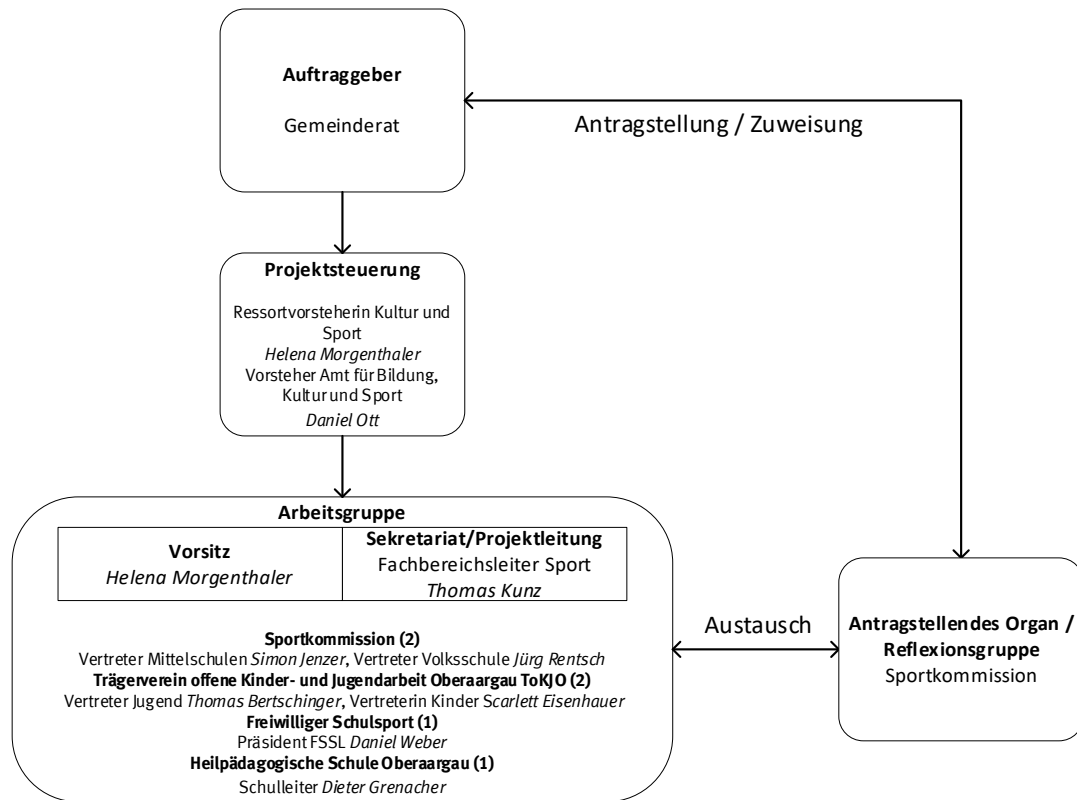 Auftraggeber
Gemeinderat
Antragstellung / Zuweisung
Projektsteuerung
Ressortvorsteherin Kultur und
Sport
Helena Morgenthaler
Vorsteher Amt für Bildung,
Kultur und Sport
Daniel Ott
Arbeitsgruppe
Vorsitz
Helena Morgenthaler
Sekretariat/Projektleitung
Fachbereichsleiter Sport
Thomas Kunz
Sportkommission (2)
Vertreter Mittelschulen Simon Jenzer, Vertreter Volksschule Jürg Rentsch
Trägerverein offene Kinder- und Jugendarbeit Oberaargau ToKJO (2)
Vertreter Jugend Thomas Bertschinger, Vertreterin Kinder Scarlett Eisenhauer
Freiwilliger Schulsport (1)
Präsident FSSL Daniel Weber
Heilpädagogische Schule Oberaargau (1)
Schulleiter Dieter Grenacher
Austausch
Antragstellendes Organ /
Reflexionsgruppe
Sportkommission